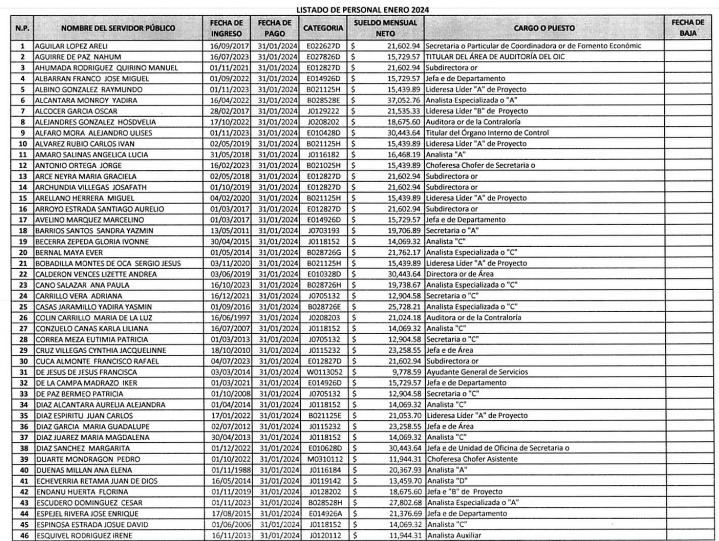 LISTADO DE PERSONAL ENERO 2024
N.P. NOMBRE DEL SERVIDOR PÚBLICO FECHA DE INGRESO FECHA DE PAGO CATEGORIA SUELDO MENSUAL NETO CARGO O PUESTO FECHA DE BAJA
1 AGUILAR LOPEZ ARELI 16/09/2017 31/01/2024 E022627D $ 21,602.94 Secretaria o Particular de Coordinadora or de Fomento Económic
2 AGUIRRE DE PAZ NAHUM 16/07/2023 31/01/2024 E027826D $ 15,729.57 TITULAR DEL ÁREA DE AUDITORÍA DEL OIC
3 AHUMADA RODRIGUEZ QUIRINO MANUEL 01/11/2021 31/01/2024 E012827D $ 21,602.94 Subdirectora or
4 ALBARRAN FRANCO JOSE MIGUEL 01/09/2022 31/01/2024 E014926D $ 15,729.57 Jefa e de Departamento
5 ALBINO GONZALEZ RAYMUNDO 01/11/2023 31/01/2024 B021125H $ 15,439.89 Lideresa Líder "A" de Proyecto
6 ALCANTARA MONROY YADIRA 16/04/2022 31/01/2024 B028528E $ 37,052.76 Analista Especializada o "A"
7 ALCOCER GARCIA OSCAR 28/02/2017 31/01/2024 J0129222 $ 21,535.33 Lideresa Líder "B" de Proyecto
8 ALEJANDRES GONZALEZ HOSDVELIA 17/10/2022 31/01/2024 J0208202 $ 18,675.60 Auditora or de la Contraloría
9 ALFARO MORA ALEJANDRO ULISES 01/11/2023 31/01/2024 E010428D $ 30,443.64 Titular del Órgano Interno de Control
10 ALVAREZ RUBIO CARLOS IVAN 02/05/2019 31/01/2024 B021125H $ 15,439.89 Lideresa Líder "A" de Proyecto
11 AMARO SALINAS ANGELICA LUCIA 31/05/2018 31/01/2024 J0116182 $ 16,468.19 Analista "A"
12 ANTONIO ORTEGA JORGE 16/02/2023 31/01/2024 B021025H $ 15,439.89 Choferesa Chofer de Secretaria o
13 ARCE NEYRA MARIA GRACIELA 02/05/2018 31/01/2024 E012827D $ 21,602.94 Subdirectora or
14 ARCHUNDIA VILLEGAS JOSAFATH 01/10/2019 31/01/2024 E012827D $ 21,602.94 Subdirectora or
15 ARELLANO HERRERA MIGUEL 04/02/2020 31/01/2024 B021125H $ 15,439.89 Lideresa Líder "A" de Proyecto
16 ARROYO ESTRADA SANTIAGO AURELIO 01/03/2017 31/01/2024 E012827D $ 21,602.94 Subdirectora or
17 AVELINO MARQUEZ MARCELINO 01/03/2017 31/01/2024 E014926D $ 15,729.57 Jefa e de Departamento
18 BARRIOS SANTOS SANDRA YAZMIN 13/05/2011 31/01/2024 J0703193 $ 19,706.89 Secretaria o "A"
19 BECERRA ZEPEDA GLORIA IVONNE 30/04/2015 31/01/2024 J0118152 $ 14,069.32 Analista "C"
20 BERNAL MAYA EVER 01/05/2014 31/01/2024 B028726G $ 21,762.17 Analista Especializada o "C"
21 BOBADILLA MONTES DE OCA SERGIO JESUS 03/11/2020 31/01/2024 B021125H $ 15,439.89 Lideresa Líder "A" de Proyecto
22 CALDERON VENCES LIZETTE ANDREA 03/06/2019 31/01/2024 E010328D $ 30,443.64 Directora or de Área
23 CANO SALAZAR ANA PAULA 16/10/2023 31/01/2024 B028726H $ 19,738.67 Analista Especializada o "C"
24 CARRILLO VERA ADRIANA 16/12/2021 31/01/2024 J0705132 $ 12,904.58 Secretaria o "C"
25 CASAS JARAMILLO YADIRA YASMIN 01/09/2016 31/01/2024 B028726E $ 25,728.21 Analista Especializada o "C"
26 COLIN CARRILLO MARIA DE LA LUZ 16/06/1997 31/01/2024 J0208203 $ 21,024.18 Auditora or de la Contraloría
27 CONZUELO CANAS KARLA LILIANA 16/07/2007 31/01/2024 J0118152 $ 14,069.32 Analista "C"
28 CORREA MEZA EUTIMIA PATRICIA 01/03/2013 31/01/2024 J0705132 $ 12,904.58 Secretaria o "C"
29 CRUZ VILLEGAS CYNTHIA JACQUELINNE 18/10/2010 31/01/2024 J0115232 $ 23,258.55 Jefa e de Área
30 CUCA ALMONTE FRANCISCO RAFAEL 04/07/2023 31/01/2024 E012827D $ 21,602.94 Subdirectora or
31 DE JESUS DE JESUS FRANCISCA 03/03/2014 31/01/2024 W0113052 $ 9,778.59 Ayudante General de Servicios
32 DE LA CAMPA MADRAZO IKER 01/03/2021 31/01/2024 E014926D $ 15,729.57 Jefa e de Departamento
33 DE PAZ BERMEO PATRICIA 01/10/2008 31/01/2024 J0705132 $ 12,904.58 Secretaria o "C"
34 DIAZ ALCANTARA AURELIA ALEJANDRA 01/04/2014 31/01/2024 J0118152 $ 14,069.32 Analista "C"
35 DIAZ ESPIRITU JUAN CARLOS 17/01/2022 31/01/2024 B021125E $ 21,053.70 Lideresa Líder "A" de Proyecto
36 DIAZ GARCIA MARIA GUADALUPE 02/07/2012 31/01/2024 J0115232 $ 23,258.55 Jefa e de Área
37 DIAZ JUAREZ MARIA MAGDALENA 30/04/2013 31/01/2024 J0118152 $ 14,069.32 Analista "C"
38 DIAZ SANCHEZ MARGARITA 01/12/2022 31/01/2024 E010628D $ 30,443.64 Jefa e de Unidad de Oficina de Secretaria o
39 DUARTE MONDRAGON PEDRO 01/10/2022 31/01/2024 M0310112 $ 11,944.31 Choferesa Chofer Asistente
40 DUENAS MILLAN ANA ELENA 01/11/1988 31/01/2024 J0116184 $ 20,367.93 Analista "A"
41 ECHEVERRIA RETAMA JUAN DE DIOS 16/05/2014 31/01/2024 J0119142 $ 13,459.70 Analista "D"
42 ENDANU HUERTA FLORINA 01/11/2019 31/01/2024 J0128202 $ 18,675.60 Jefa e "B" de Proyecto
43 ESCUDERO DOMINGUEZ CESAR 01/11/2023 31/01/2024 B028528H $ 27,802.68 Analista Especializada o "A"
44 ESPEJEL RIVERA JOSE ENRIQUE 17/08/2015 31/01/2024 E014926A $ 21,376.69 Jefa e de Departamento
45 ESPINOSA ESTRADA JOSUE DAVID 01/06/2006 31/01/2024 J0118152 $ 14,069.32 Analista "C"
46 ESQUIVEL RODRIGUEZ IRENE 16/11/2013 31/01/2024 J0120112 $ 11,944.31 Analista Auxiliar